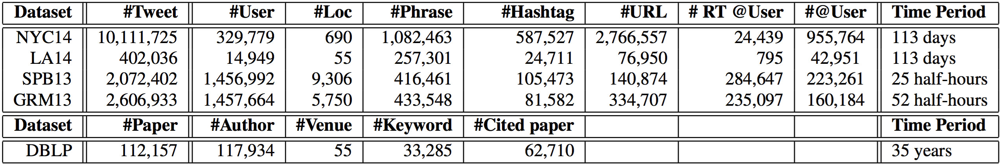 Dataset #Tweet #User #Loc #Phrase #Hashtag #URL # RT @User #@User Time Period
NYC14 10,111,725 329,779 690 1,082,463 587,527 2,766,557 24,439 955,764 113 days
LA14 402,036 14,949 55 257,301 24,711 76,950 795 42,951 113 days
SPB13 2,072,402 1,456,992 9,306 416,461 105,473 140,874 284,647 223,261 25 half-hours
GRM13 2,606,933 1,457,664 5,750 433,548 81,582 334,707 235,097 160,184 52 half-hours
Dataset #Paper #Author #Venue #Keyword #Cited paper Time Period
DBLP 112,157 117,934 55 33,285 62,710 35 years